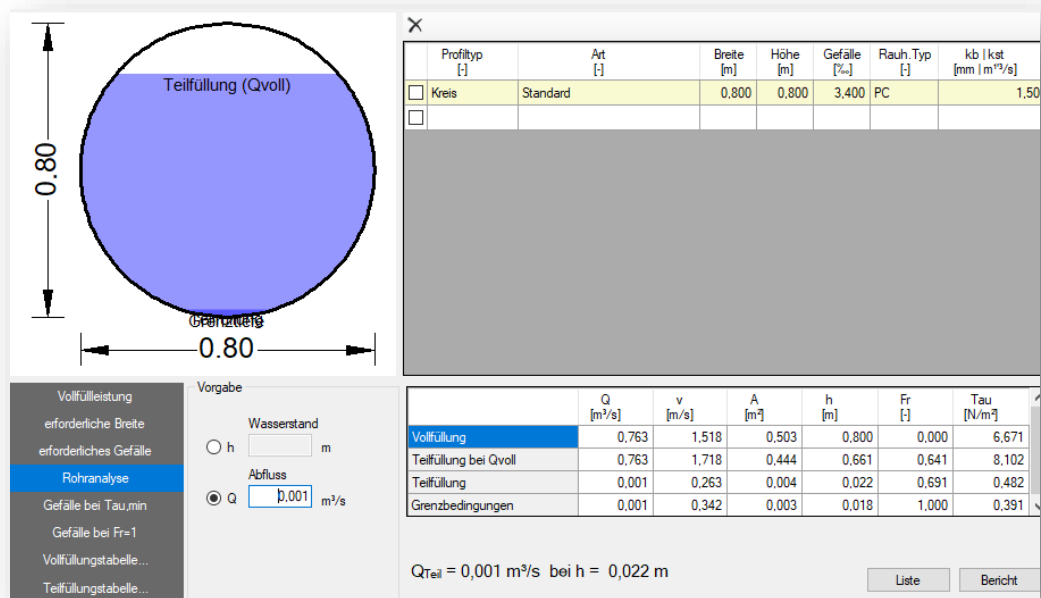 Teilfüllung (Qvoll)
0.80
0.80
Profiltyp Art Breite Höhe Gefälle Rauh.Typ kb | kst
[-] [-] [m] [m] [‰] [-] [mm | m¹′³/s]
Kreis Standard 0,800 0,800 3,400 PC 1,50
Vollfülleistung
erforderliche Breite
erforderliches Gefälle
Rohranalyse
Gefälle bei Tau,min
Gefälle bei Fr=1
Vollfüllungstabelle...
Teilfüllungstabelle...
Vorgabe
Wasserstand
h m
Abfluss
Q 0,001 m³/s
Q v A h Fr Tau
[m³/s] [m/s] [m²] [m] [-] [N/m²]
Vollfüllung 0,763 1,518 0,503 0,800 0,000 6,671
Teilfüllung bei Qvoll 0,763 1,718 0,444 0,661 0,641 8,102
Teilfüllung 0,001 0,263 0,004 0,022 0,691 0,482
Grenzbedingungen 0,001 0,342 0,003 0,018 1,000 0,391
QTeil = 0,001 m³/s bei h = 0,022 m
Liste
Bericht